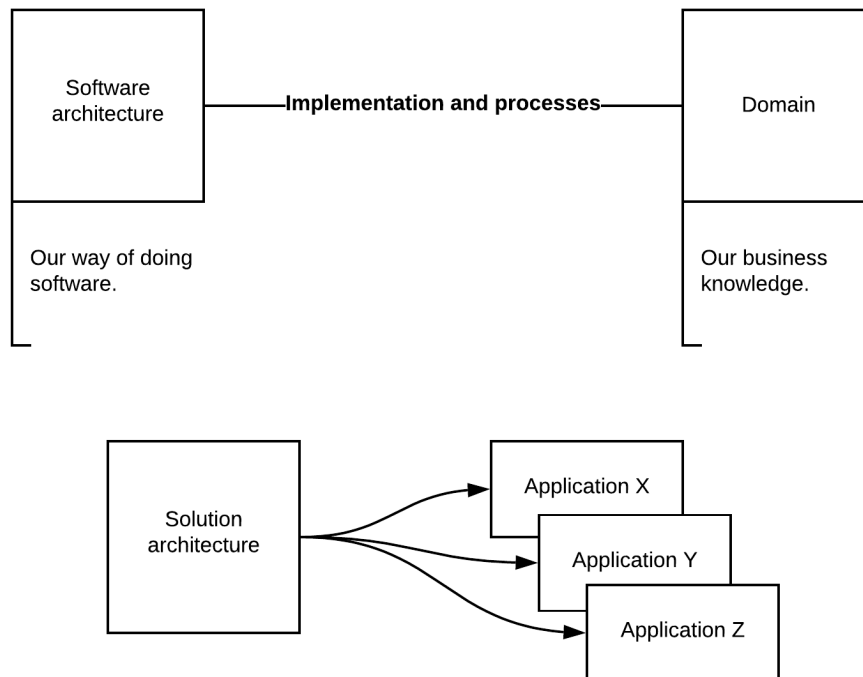 Software
architecture
Implementation and processes
Domain
Our way of doing
software.
Our business
knowledge.
Solution
architecture
Application X
Application Y
Application Z